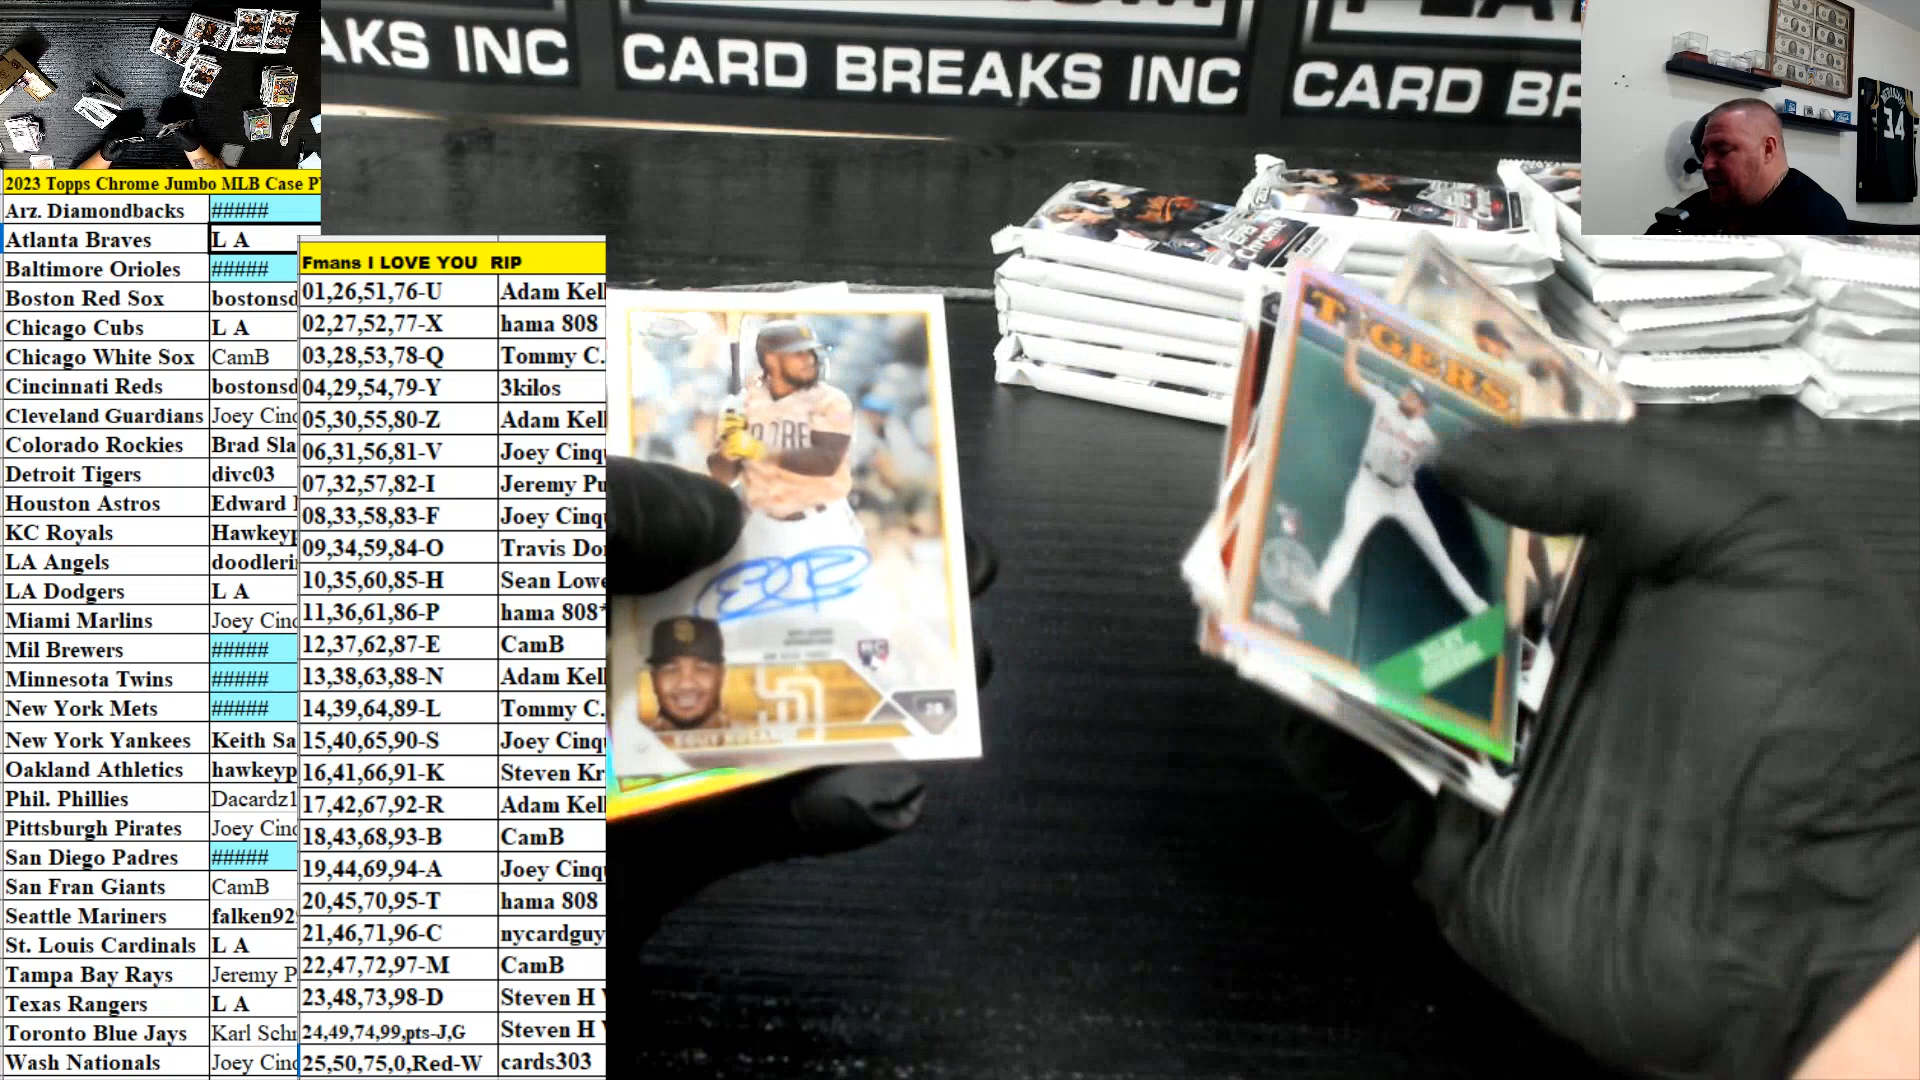 AKS INC
CARD BREAKS INC
CARD BR
34
2023 Topps Chrome Jumbo MLB Case P
Arz. Diamondbacks #####
Atlanta Braves L A
Baltimore Orioles #####
Boston Red Sox bostonsd
Chicago Cubs L A
Chicago White Sox CamB
Cincinnati Reds bostonsd
Cleveland Guardians Joey Cinc
Colorado Rockies Brad Sla
Detroit Tigers divc03
Houston Astros Edward
KC Royals Hawkeyp
LA Angels doodleri
LA Dodgers L A
Miami Marlins Joey Cinc
Mil Brewers #####
Minnesota Twins #####
New York Mets #####
New York Yankees Keith Sa
Oakland Athletics hawkeyp
Phil. Phillies Dacardz1
Pittsburgh Pirates Joey Cinc
San Diego Padres #####
San Fran Giants CamB
Seattle Mariners falken92
St. Louis Cardinals L A
Tampa Bay Rays Jeremy P
Texas Rangers L A
Toronto Blue Jays Karl Schr
Wash Nationals Joey Cinc
Fmans I LOVE YOU RIP
01,26,51,76-U Adam Kell
02,27,52,77-X hama 808
03,28,53,78-Q Tommy C.
04,29,54,79-Y 3kilos
05,30,55,80-Z Adam Kell
06,31,56,81-V Joey Cinq
07,32,57,82-I Jeremy Pu
08,33,58,83-F Joey Cinq
09,34,59,84-O Travis Do
10,35,60,85-H Sean Lowe
11,36,61,86-P hama 808*
12,37,62,87-E CamB
13,38,63,88-N Adam Kell
14,39,64,89-L Tommy C.
15,40,65,90-S Joey Cinq
16,41,66,91-K Steven Kr
17,42,67,92-R Adam Kell
18,43,68,93-B CamB
19,44,69,94-A Joey Cinq
20,45,70,95-T hama 808
21,46,71,96-C nycardguy
22,47,72,97-M CamB
23,48,73,98-D Steven H
24,49,74,99,pts-J,G Steven H
25,50,75,0,Red-W cards303
RC
TIGERS